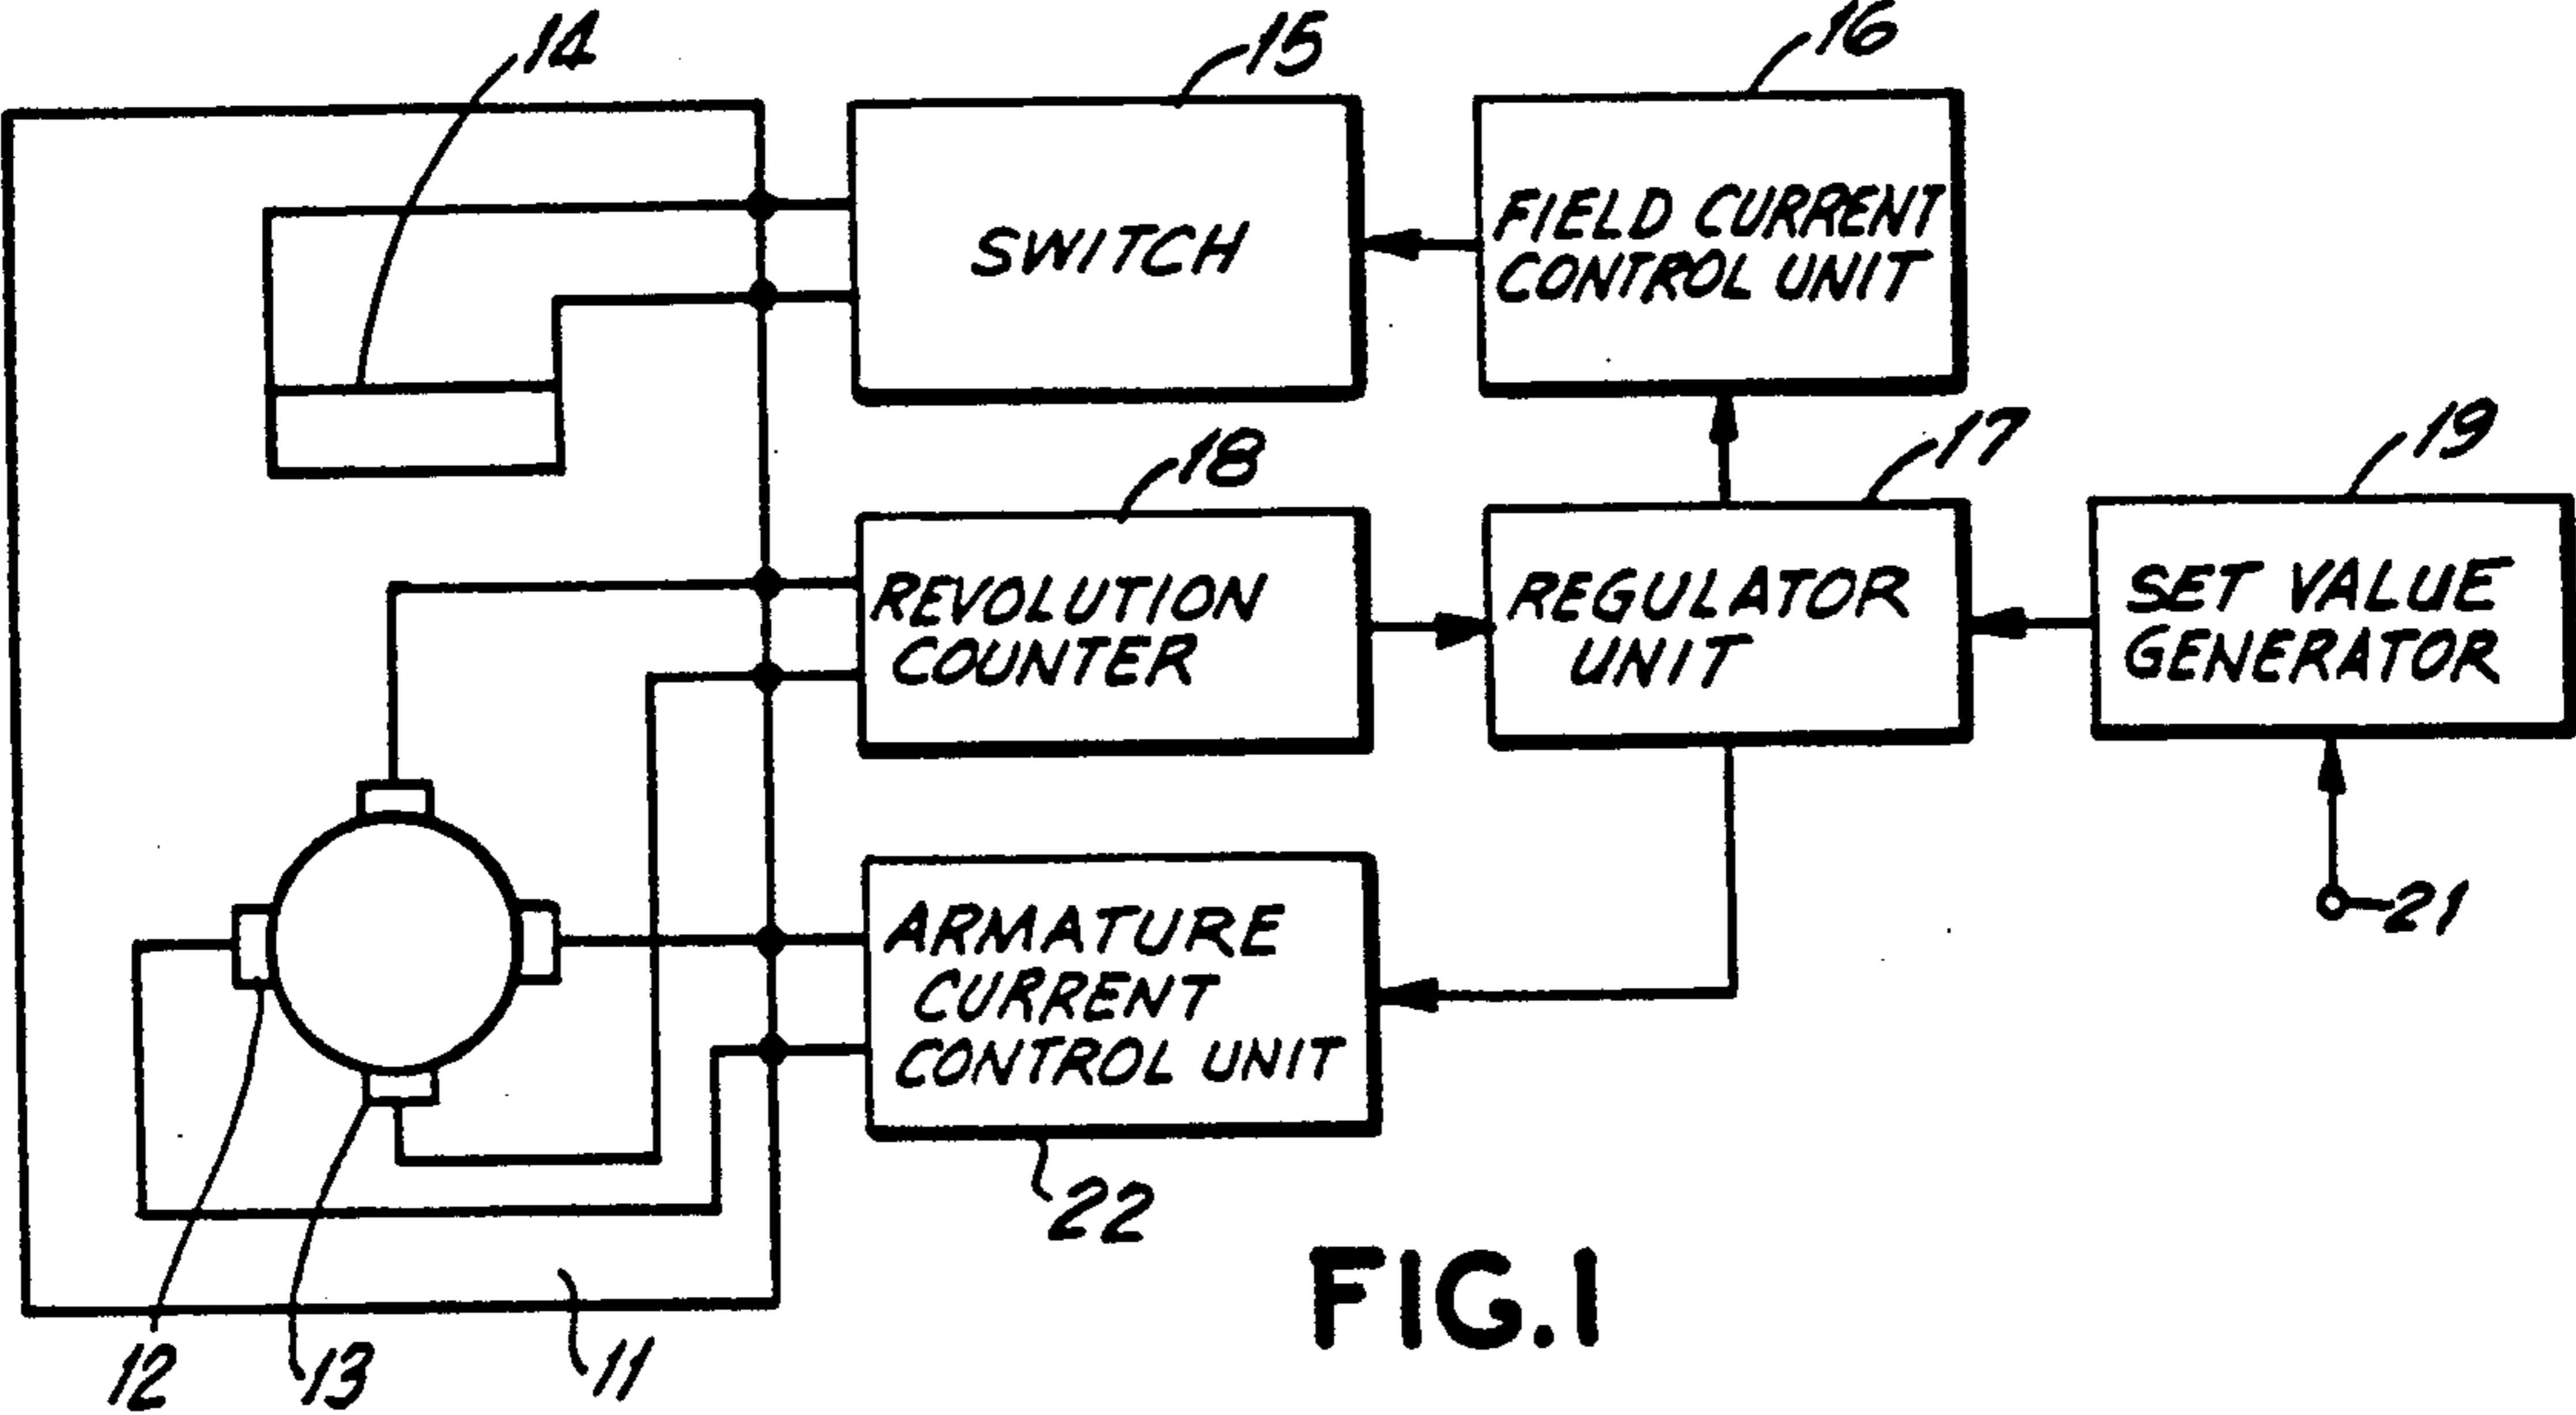 14
15
16
SWITCH
FIELD CURRENT
CONTROL UNIT
18
17
19
REVOLUTION
COUNTER
REGULATOR
UNIT
SET VALUE
GENERATOR
21
ARMATURE
CURRENT
CONTROL UNIT
22
12
13
11
FIG.1